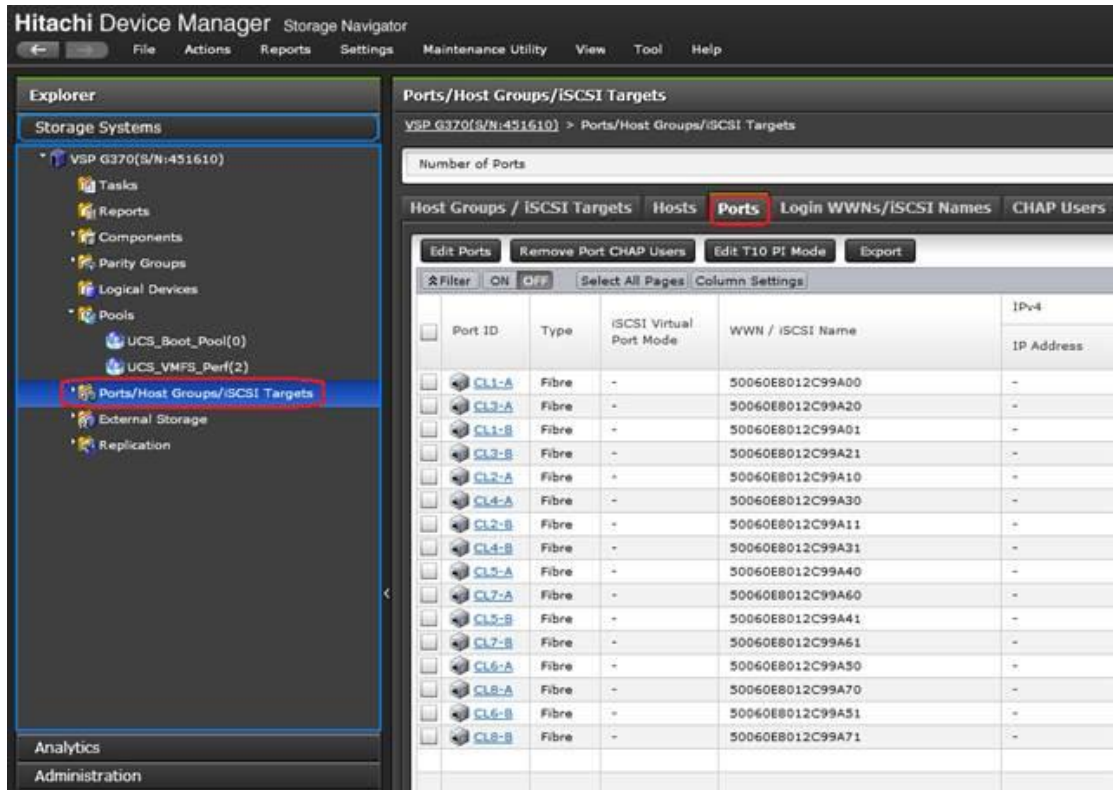 Hitachi Device Manager Storage Navigator
File Actions Reports Settings Maintenance Utility View Tool Help
Explorer
Storage Systems
VSP G370(S/N:451610)
Tasks
Reports
Components
Parity Groups
Logical Devices
Pools
UCS_Boot_Pool(0)
UCS_VMFS_Perf(2)
Ports/Host Groups/iSCSI Targets
External Storage
Replication
Analytics
Administration
Ports/Host Groups/iSCSI Targets
VSP G370(S/N:451610) > Ports/Host Groups/iSCSI Targets
Number of Ports
Host Groups / iSCSI Targets Hosts Ports Login WWNs/iSCSI Names CHAP Users
Edit Ports Remove Port CHAP Users Edit T10 PI Mode Export
Filter ON OFF Select All Pages Column Settings
Port ID Type iSCSI Virtual Port Mode WWN / iSCSI Name IPv4 IP Address
CL1-A Fibre - 50060E8012C99A00 -
CL3-A Fibre - 50060E8012C99A20 -
CL1-B Fibre - 50060E8012C99A01 -
CL3-B Fibre - 50060E8012C99A21 -
CL2-A Fibre - 50060E8012C99A10 -
CL4-A Fibre - 50060E8012C99A30 -
CL2-B Fibre - 50060E8012C99A11 -
CL4-B Fibre - 50060E8012C99A31 -
CL5-A Fibre - 50060E8012C99A40 -
CL7-A Fibre - 50060E8012C99A60 -
CL5-B Fibre - 50060E8012C99A41 -
CL7-B Fibre - 50060E8012C99A61 -
CL6-A Fibre - 50060E8012C99A50 -
CL8-A Fibre - 50060E8012C99A70 -
CL6-B Fibre - 50060E8012C99A51 -
CL8-B Fibre - 50060E8012C99A71 -